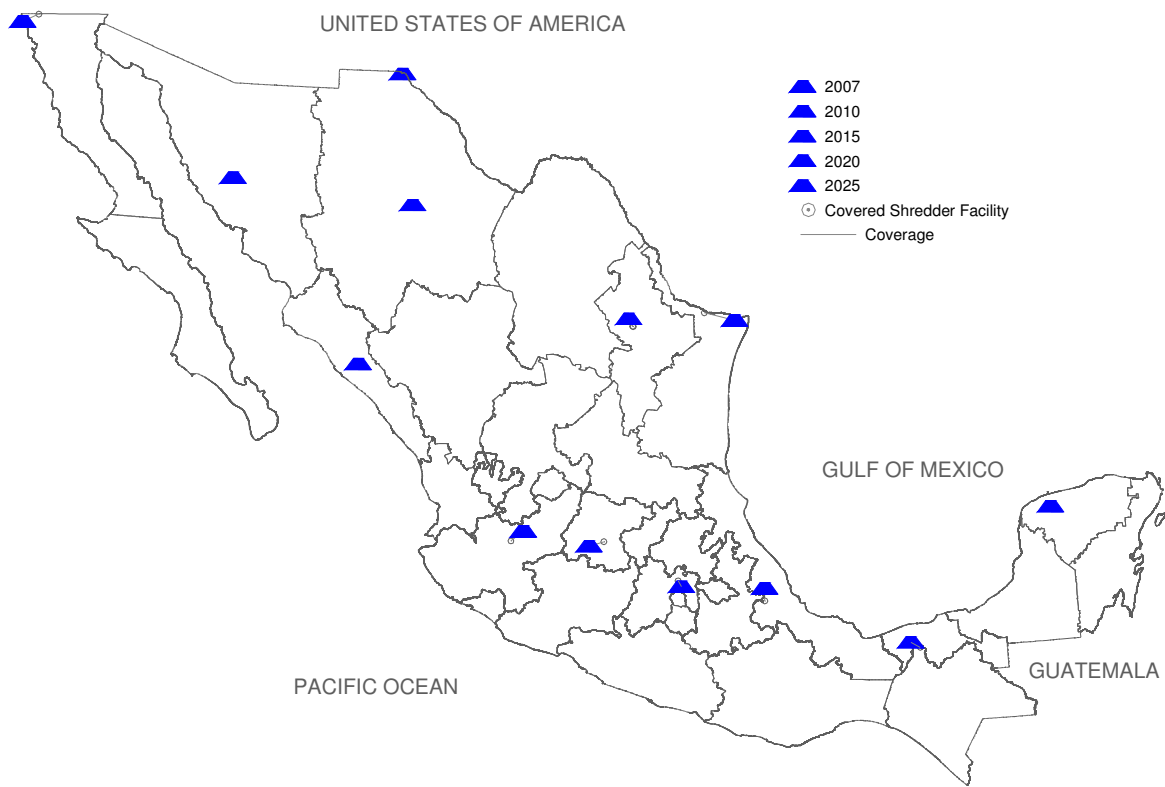 UNITED STATES OF AMERICA
2007
2010
2015
2020
2025
Covered Shredder Facility
Coverage
GULF OF MEXICO
GUATEMALA
PACIFIC OCEAN